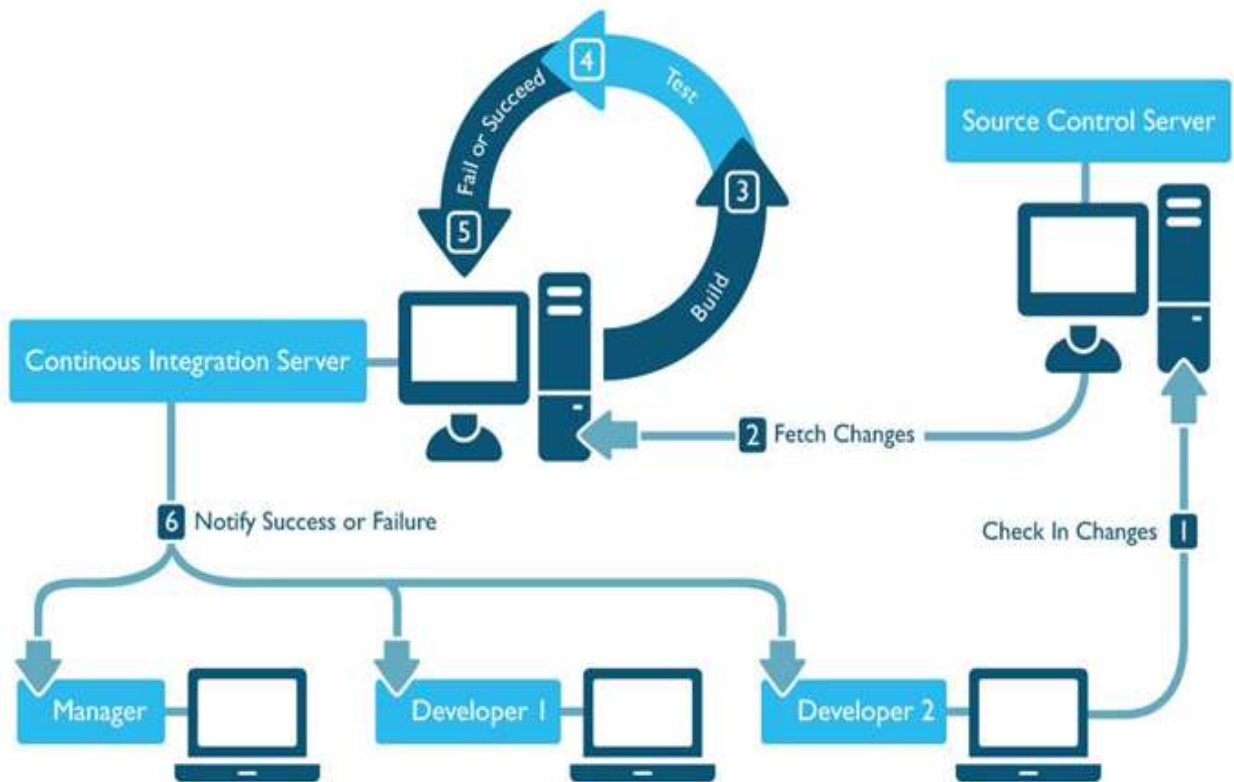 4
Test
Fail or Succeed
Source Control Server
3
5
Build
Continous Integration Server
2 Fetch Changes
6 Notify Success or Failure
Check In Changes 1
Manager
Developer 1
Developer 2